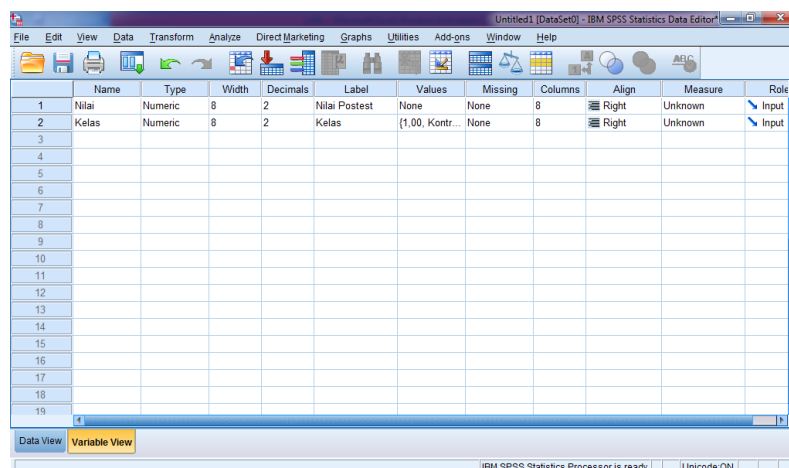 Untitled1 [DataSet0] - IBM SPSS Statistics Data Editor*
File Edit View Data Transform Analyze Direct Marketing Graphs Utilities Add-ons Window Help
Name Type Width Decimals Label Values Missing Columns Align Measure Role
1 Nilai Numeric 8 2 Nilai Postest None None 8 Right Unknown Input
2 Kelas Numeric 8 2 Kelas {1,00, Kontr... None 8 Right Unknown Input
3
4
5
6
7
8
9
10
11
12
13
14
15
16
17
18
19
Data View Variable View
IBM SPSS Statistics Processor is ready Unicode:ON